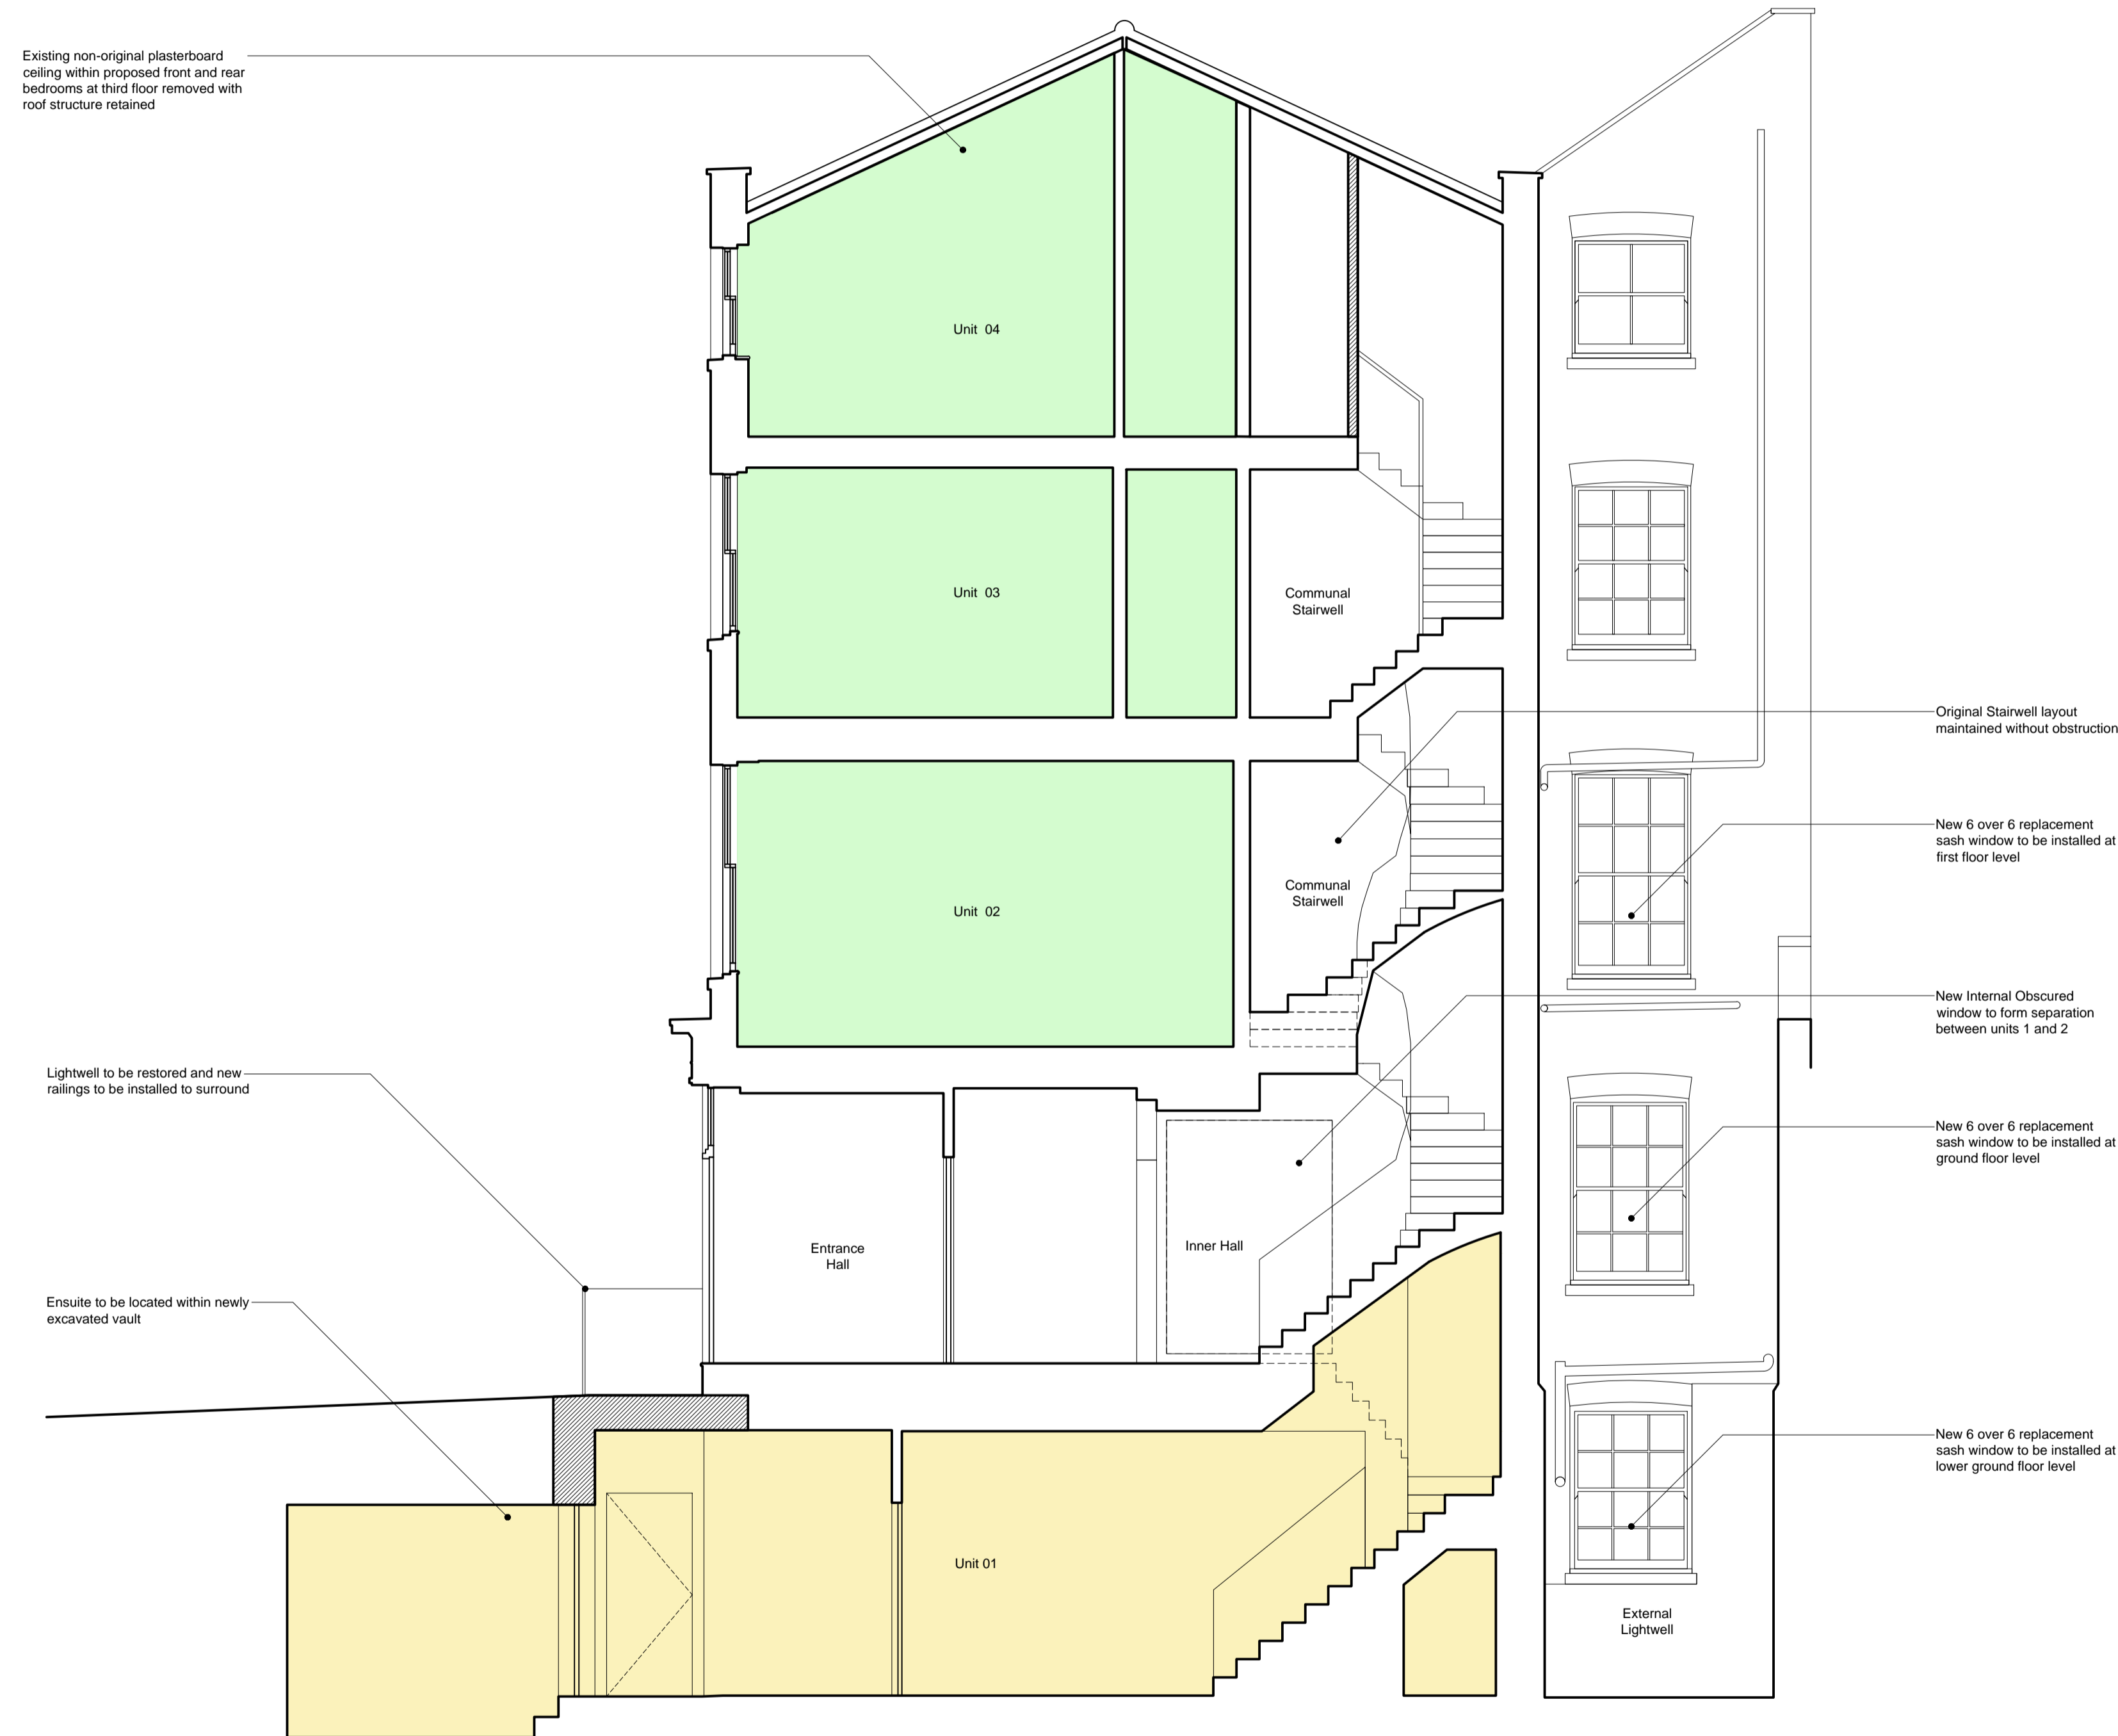 Existing non-original plasterboard
ceiling within proposed front and rear
bedrooms at third floor removed with
roof structure retained
Unit 04
Unit 03
Communal
Stairwell
Original Stairwell layout
maintained without obstruction
New 6 over 6 replacement
sash window to be installed at
first floor level
Communal
Stairwell
Unit 02
New Internal Obscured
window to form separation
between units 1 and 2
Lightwell to be restored and new
railings to be installed to surround
New 6 over 6 replacement
sash window to be installed at
ground floor level
Entrance
Hall
Inner Hall
Ensuite to be located within newly
excavated vault
New 6 over 6 replacement
sash window to be installed at
lower ground floor level
Unit 01
External
Lightwell